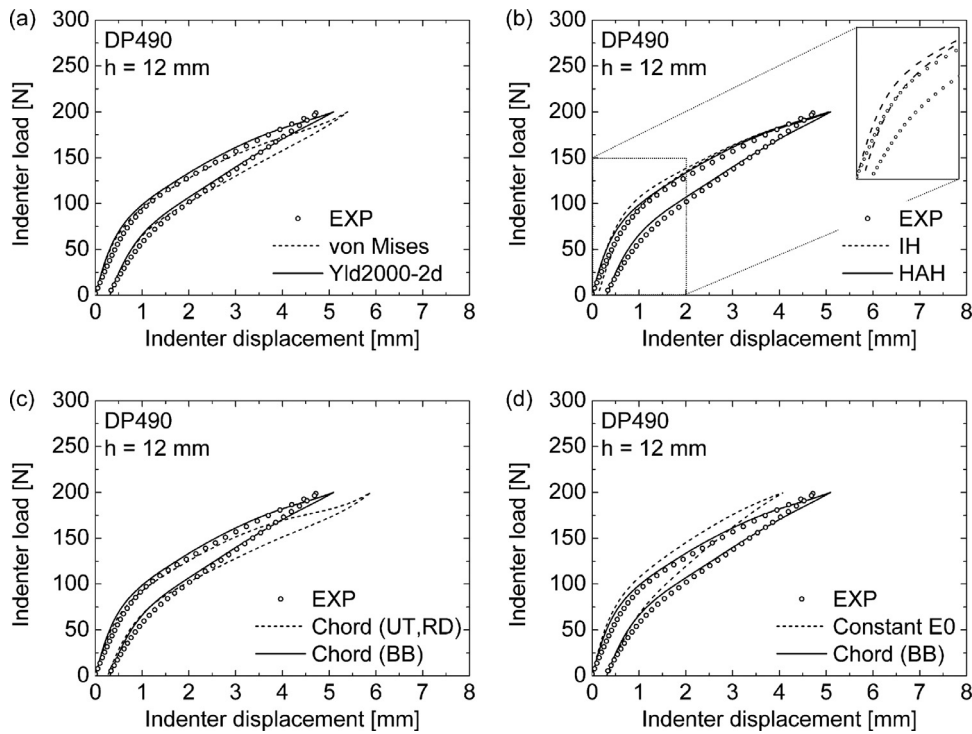 (a)
DP490
h = 12 mm
Indenter load [N]
300
250
200
150
100
50
0
EXP
von Mises
Yld2000-2d
0 1 2 3 4 5 6 7 8
Indenter displacement [mm]
(b)
DP490
h = 12 mm
Indenter load [N]
300
250
200
150
100
50
0
EXP
IH
HAH
0 1 2 3 4 5 6 7 8
Indenter displacement [mm]
(c)
DP490
h = 12 mm
Indenter load [N]
300
250
200
150
100
50
0
EXP
Chord (UT,RD)
Chord (BB)
0 1 2 3 4 5 6 7 8
Indenter displacement [mm]
(d)
DP490
h = 12 mm
Indenter load [N]
300
250
200
150
100
50
0
EXP
Constant E0
Chord (BB)
0 1 2 3 4 5 6 7 8
Indenter displacement [mm]